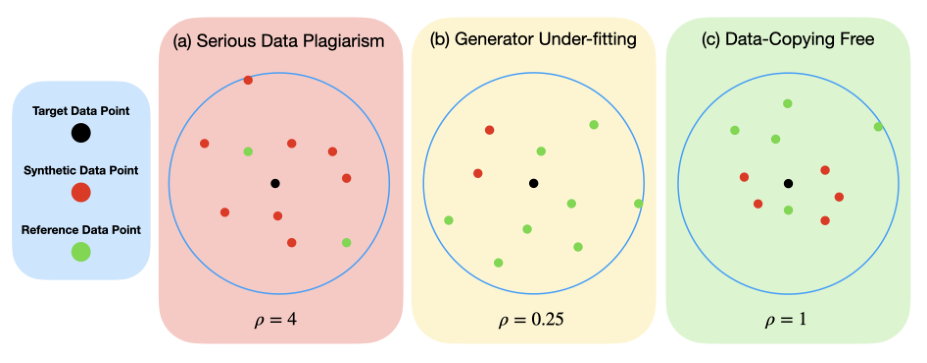 Target Data Point
Synthetic Data Point
Reference Data Point
(a) Serious Data Plagiarism
ρ = 4
(b) Generator Under-fitting
ρ = 0.25
(c) Data-Copying Free
ρ = 1